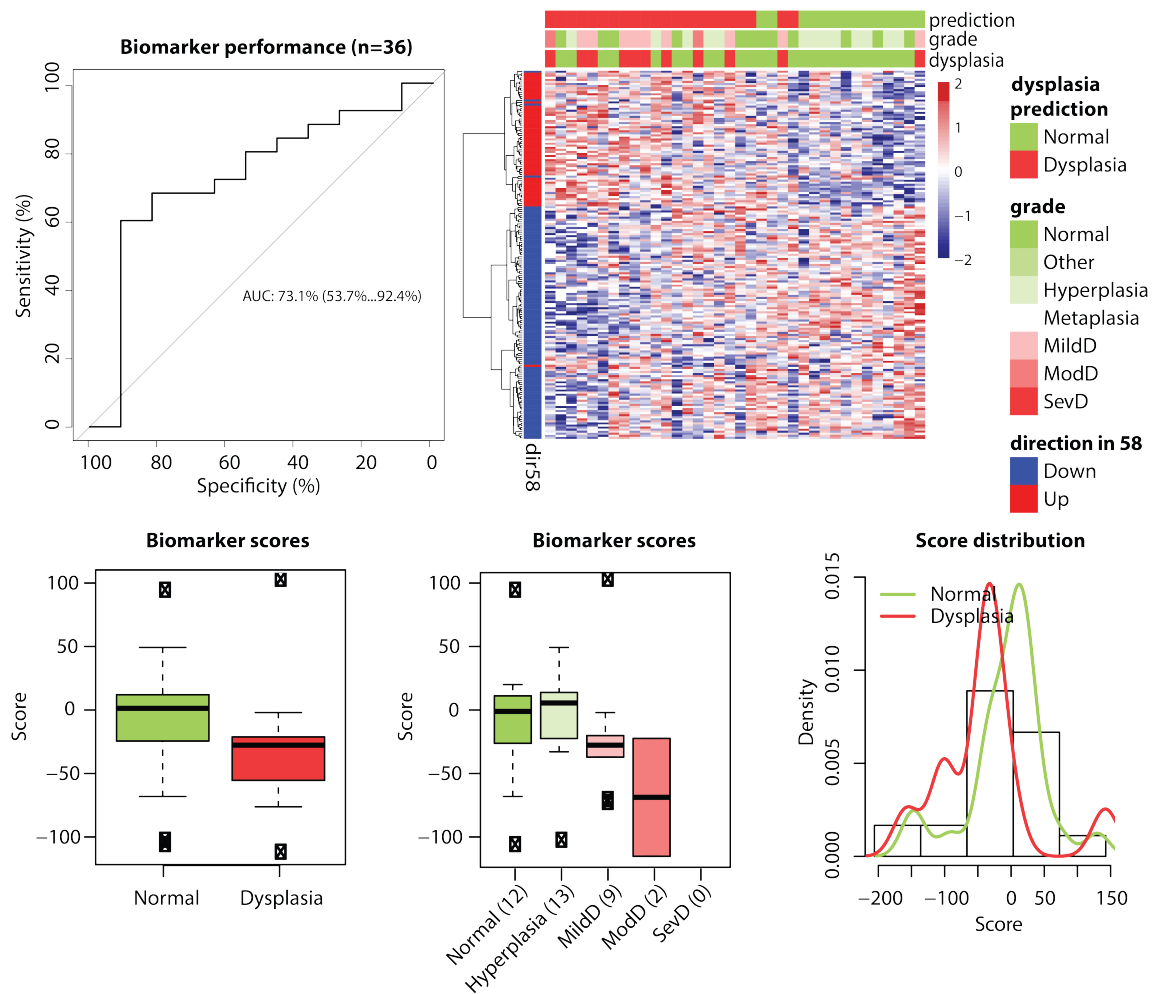 Biomarker performance (n=36)
Sensitivity (%)
100
80
60
40
20
0
AUC: 73.1% (53.7%...92.4%)
100 80 60 40 20 0
Specificity (%)
prediction
grade
dysplasia
dir58
2
1
0
−1
−2
dysplasia
prediction
Normal
Dysplasia
grade
Normal
Other
Hyperplasia
Metaplasia
MildD
ModD
SevD
direction in 58
Down
Up
Biomarker scores
Score
100
50
0
−50
−100
Normal Dysplasia
Biomarker scores
Score
100
50
0
−50
−100
Normal (12)
Hyperplasia (13)
MildD (9)
ModD (2)
SevD (0)
Score distribution
Density
0.015
0.010
0.005
0.000
Normal
Dysplasia
−200 −100 0 50 150
Score